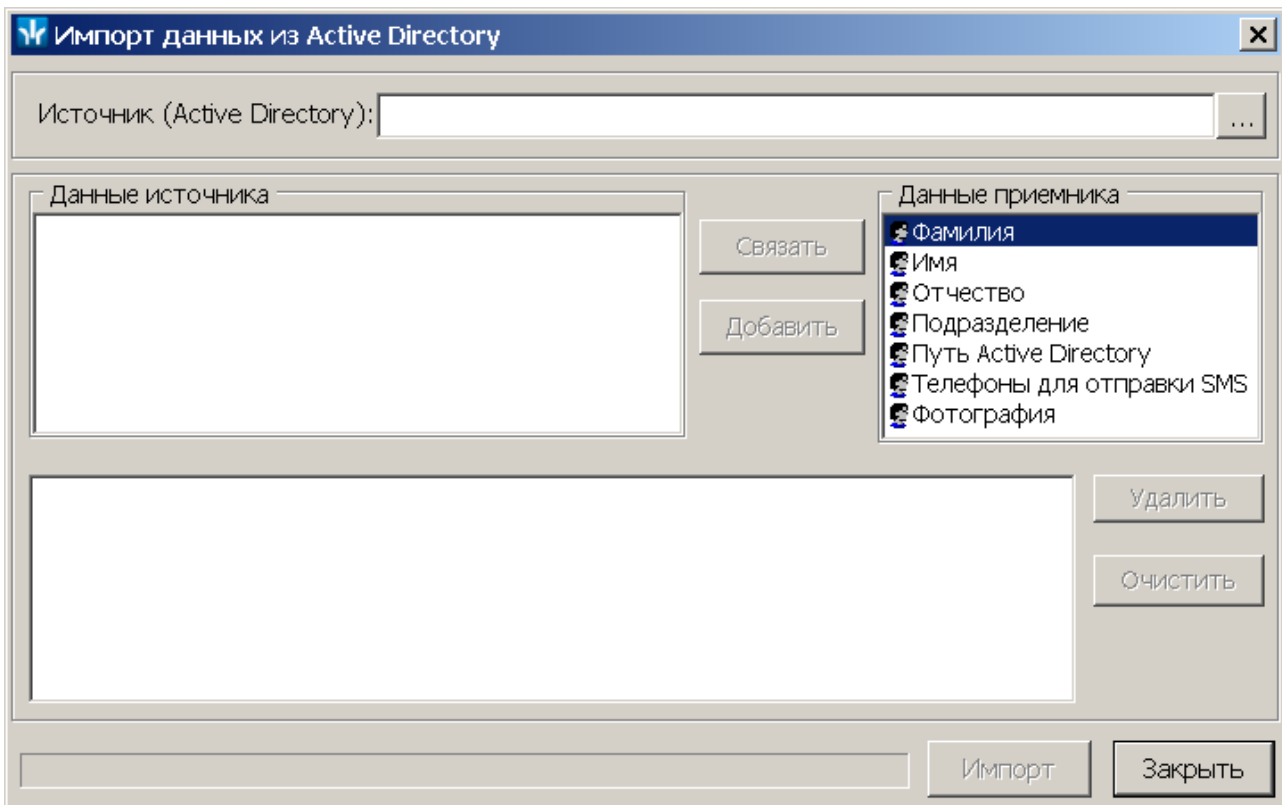 Импорт данных из Active Directory
Источник (Active Directory):
...
Данные источника
Связать
Добавить
Данные приемника
Фамилия
Имя
Отчество
Подразделение
Путь Active Directory
Телефоны для отправки SMS
Фотография
Удалить
Очистить
Импорт
Закрыть